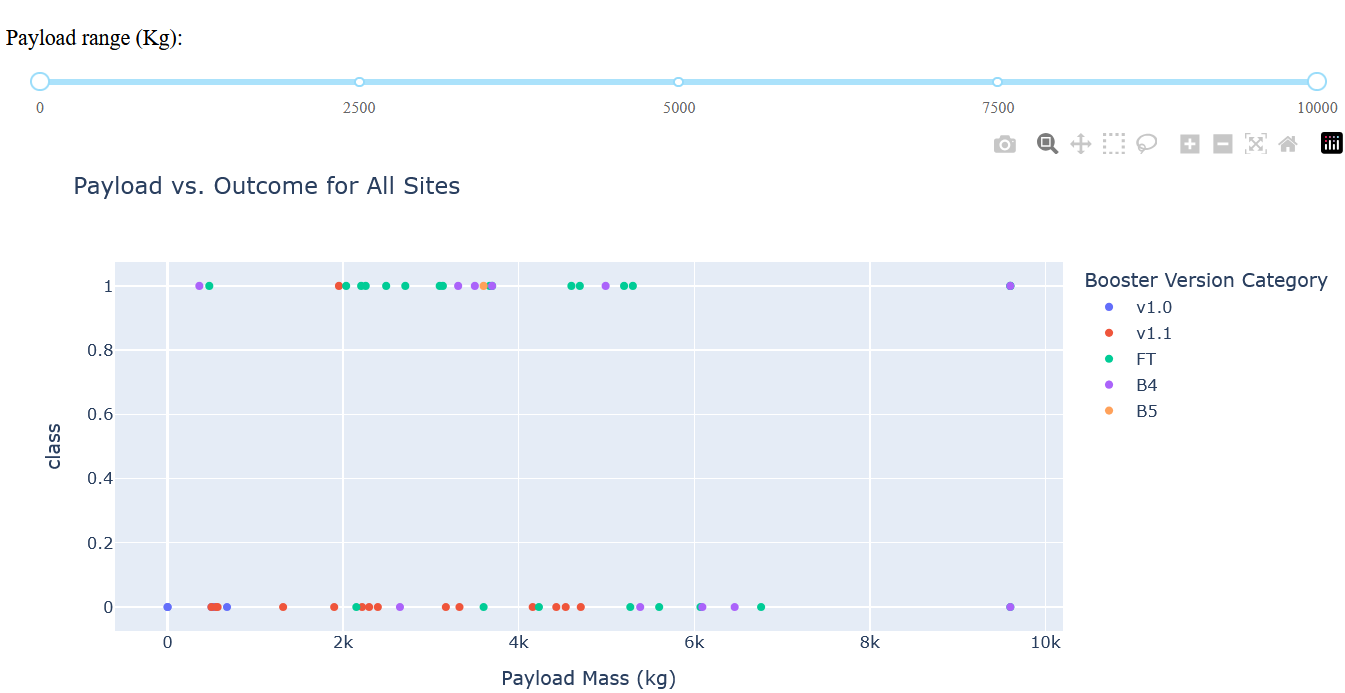 Payload range (Kg):
0 2500 5000 7500 10000
Payload vs. Outcome for All Sites
Booster Version Category
v1.0
v1.1
FT
B4
B5
1
0.8
0.6
0.4
0.2
0
class
0 2k 4k 6k 8k 10k
Payload Mass (kg)